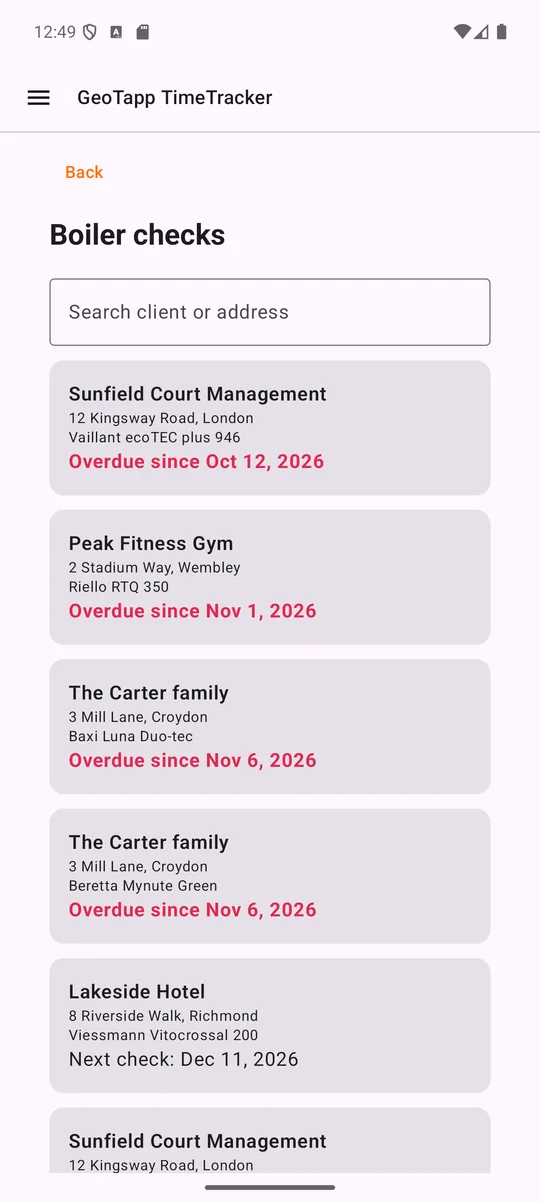 12:49
GeoTapp TimeTracker
Back
Boiler checks
Search client or address
Sunfield Court Management
12 Kingsway Road, London
Vaillant ecoTEC plus 946
Overdue since Oct 12, 2026
Peak Fitness Gym
2 Stadium Way, Wembley
Riello RTQ 350
Overdue since Nov 1, 2026
The Carter family
3 Mill Lane, Croydon
Baxi Luna Duo-tec
Overdue since Nov 6, 2026
The Carter family
3 Mill Lane, Croydon
Beretta Mynute Green
Overdue since Nov 6, 2026
Lakeside Hotel
8 Riverside Walk, Richmond
Viessmann Vitocrossal 200
Next check: Dec 11, 2026
Sunfield Court Management
12 Kingsway Road, London